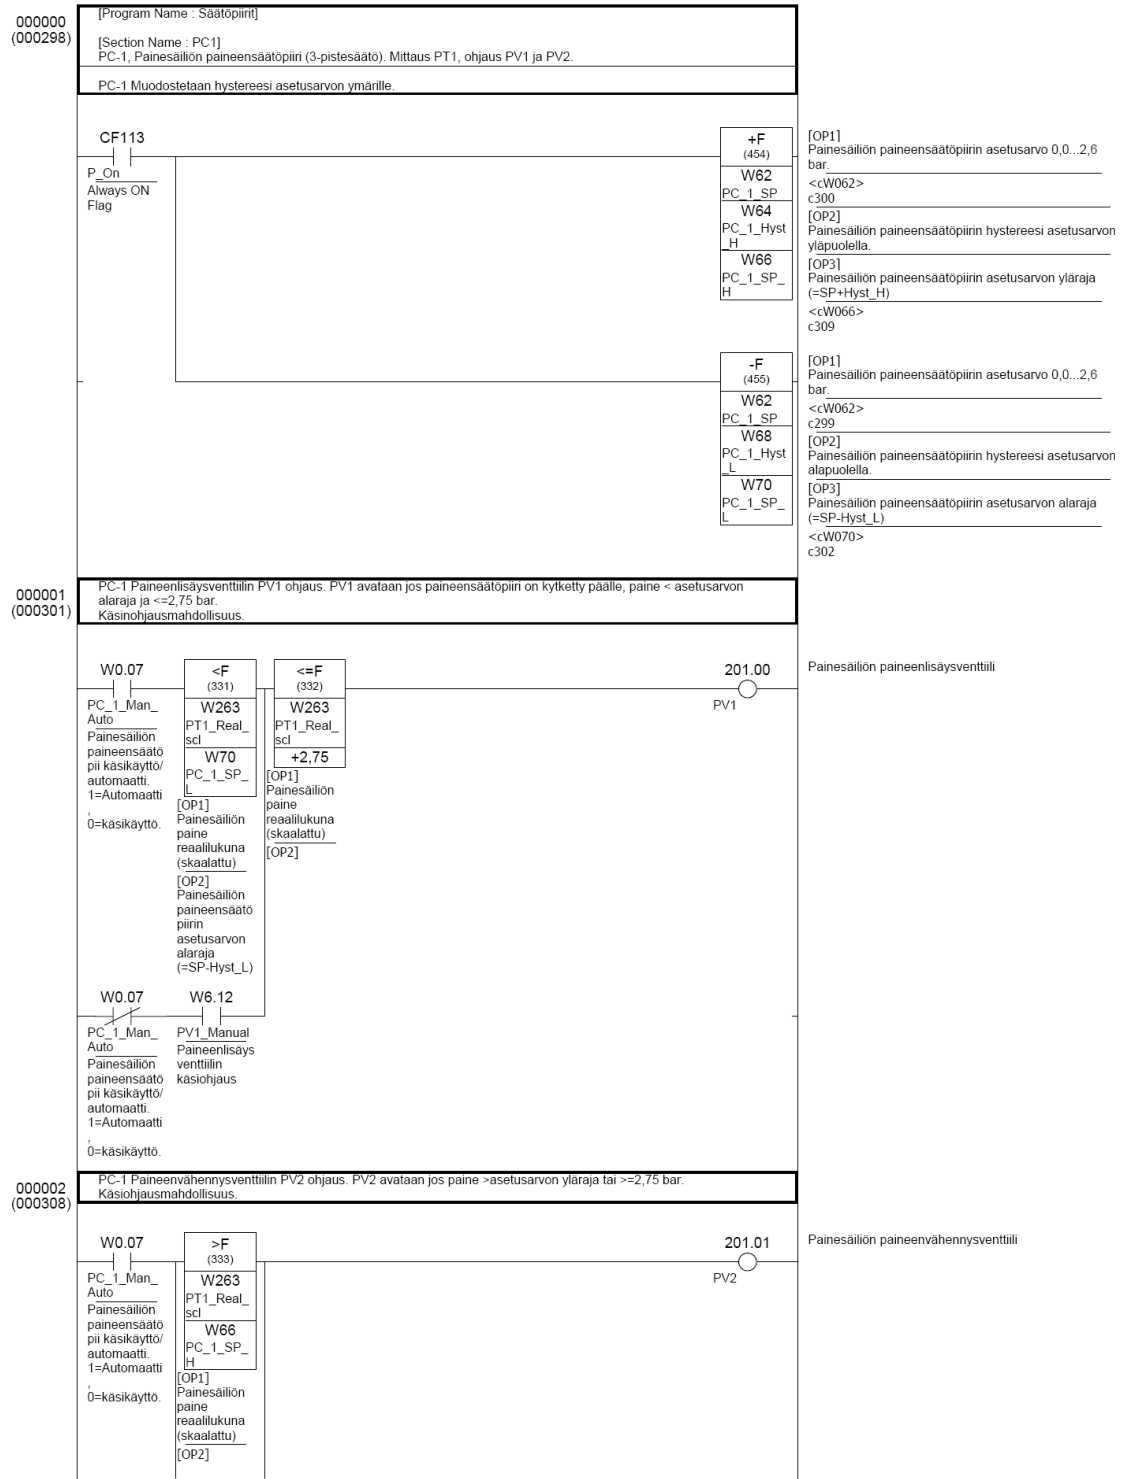 000000
(000298)
[Program Name : Säätöpiirit]
[Section Name : PC1]
PC-1, Painesäiliön paineensäätöpiiri (3-pistesäätö). Mittaus PT1, ohjaus PV1 ja PV2.
PC-1 Muodostetaan hystereesi asetusarvon ymärille.
CF113
P_On
Always ON
Flag
+F
(454)
W62
PC_1_SP
W64
PC_1_Hyst
_H
W66
PC_1_SP_
H
[OP1]
Painesäiliön paineensäätöpiirin asetusarvo 0,0...2,6
bar.
<cW062>
c300
[OP2]
Painesäiliön paineensäätöpiirin hystereesi asetusarvon
yläpuolella.
[OP3]
Painesäiliön paineensäätöpiirin asetusarvon yläraja
(=SP+Hyst_H)
<cW066>
c309
-F
(455)
W62
PC_1_SP
W68
PC_1_Hyst
_L
W70
PC_1_SP_
L
[OP1]
Painesäiliön paineensäätöpiirin asetusarvo 0,0...2,6
bar.
<cW062>
c299
[OP2]
Painesäiliön paineensäätöpiirin hystereesi asetusarvon
alapuolella.
[OP3]
Painesäiliön paineensäätöpiirin asetusarvon alaraja
(=SP-Hyst_L)
<cW070>
c302
000001
(000301)
PC-1 Paineenlisäysventtiilin PV1 ohjaus. PV1 avataan jos paineensäätöpiiri on kytketty päälle, paine < asetusarvon
alaraja ja <=2,75 bar.
Käsinohjausmahdollisuus.
W0.07
PC_1_Man_
Auto
Painesäiliön
paineensäätö
pii käsikäyttö/
automaatti.
1=Automaatti
,
0=käsikäyttö.
<F
(331)
W263
PT1_Real_
scl
W70
PC_1_SP_
L
[OP1]
Painesäiliön
paine
reaalilukuna
(skaalattu)
[OP2]
Painesäiliön
paineensäätö
piirin
asetusarvon
alaraja
(=SP-Hyst_L)
<=F
(332)
W263
PT1_Real_
scl
+2,75
[OP1]
Painesäiliön
paine
reaalilukuna
(skaalattu)
[OP2]
201.00
PV1
Painesäiliön paineenlisäysventtiili
W0.07
PC_1_Man_
Auto
Painesäiliön
paineensäätö
pii käsikäyttö/
automaatti.
1=Automaatti
,
0=käsikäyttö.
W6.12
PV1_Manual
Paineenlisäys
venttiilin
käsiohjaus
000002
(000308)
PC-1 Paineenvähennysventtiilin PV2 ohjaus. PV2 avataan jos paine >asetusarvon yläraja tai >=2,75 bar.
Käsiohjausmahdollisuus.
W0.07
PC_1_Man_
Auto
Painesäiliön
paineensäätö
pii käsikäyttö/
automaatti.
1=Automaatti
,
0=käsikäyttö.
>F
(333)
W263
PT1_Real_
scl
W66
PC_1_SP_
H
[OP1]
Painesäiliön
paine
reaalilukuna
(skaalattu)
[OP2]
201.01
PV2
Painesäiliön paineenvähennysventtiili